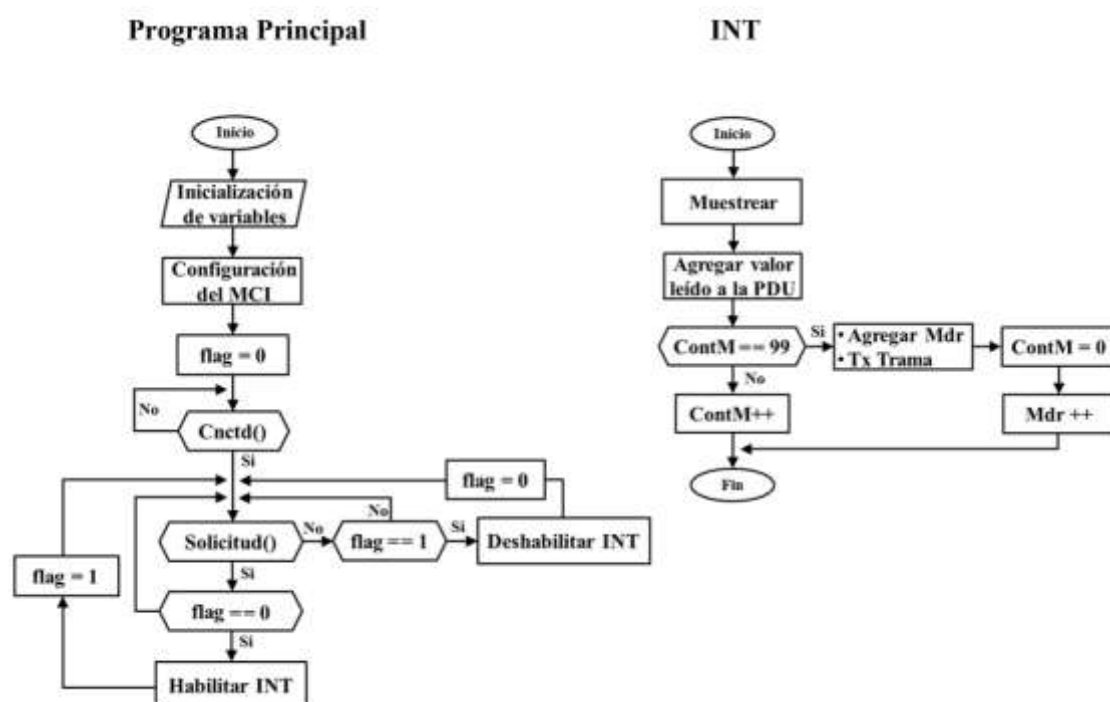 Programa Principal
INT
Inicio
Inicialización
de variables
Configuración
del MCI
flag = 0
No
Cnctd()
Si
flag = 0
No
Solicitud()
No
flag == 1
Si
Deshabilitar INT
flag = 1
Si
flag == 0
Si
Habilitar INT
Inicio
Muestrear
Agregar valor
leído a la PDU
ContM == 99
Si
• Agregar Mdr
• Tx Trama
ContM = 0
No
ContM++
Mdr ++
Fin